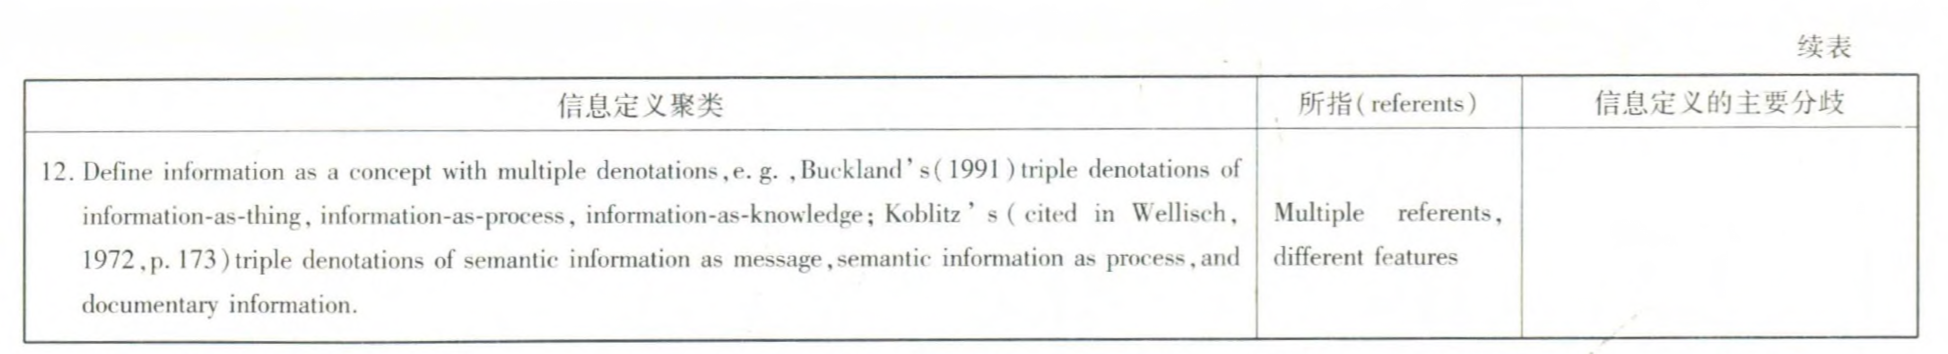 续表
信息定义聚类
所指(referents)
信息定义的主要分歧
12. Define information as a concept with multiple denotations,e. g. ,Buckland's(1991)triple denotations of
information-as-thing, information-as-process, information-as-knowledge; Koblitz's(cited in Wellisch,
1972,p. 173)triple denotations of semantic information as message,semantic information as process,and
documentary information.
Multiple referents,
different features